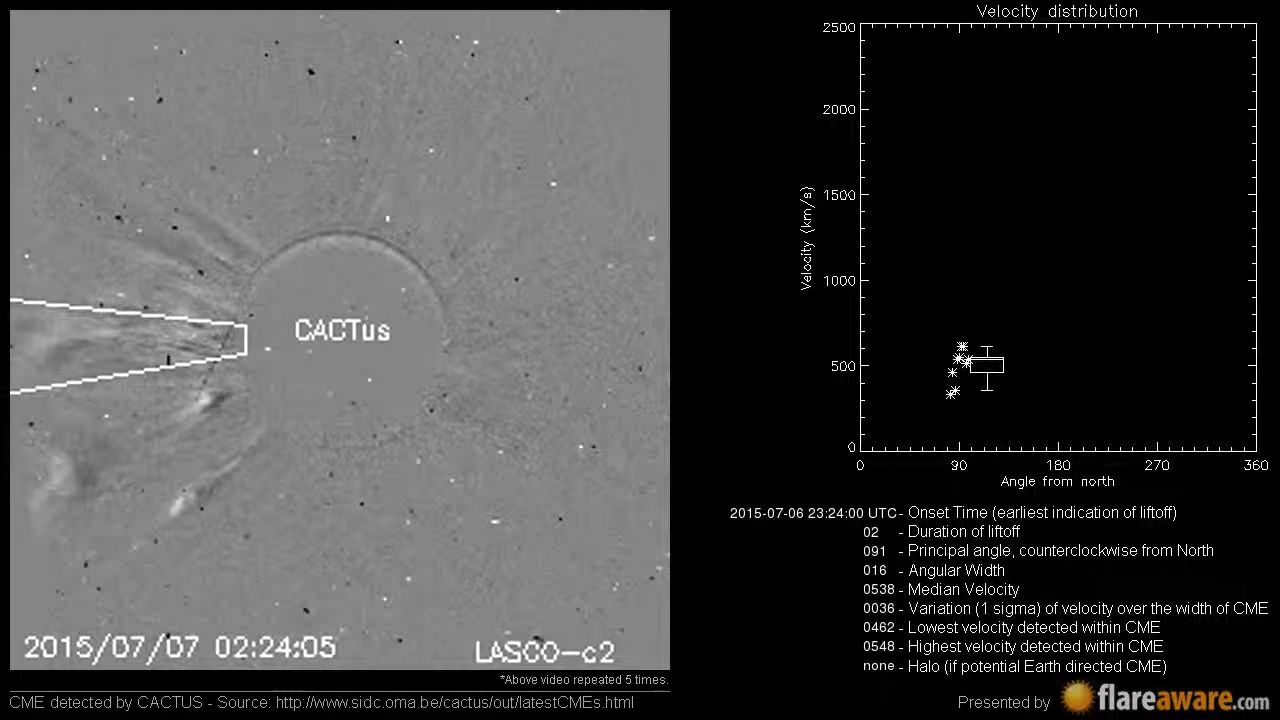 CACTus
2015/07/07 02:24:05
LASCO-c2
*Above video repeated 5 times.
CME detected by CACTUS - Source: http://www.sidc.oma.be/cactus/out/latestCMEs.html
Velocity distribution
2500
2000
1500
1000
500
0
Velocity (km/s)
0 90 180 270 360
Angle from north
2015-07-06 23:24:00 UTC - Onset Time (earliest indication of liftoff)
02 - Duration of liftoff
091 - Principal angle, counterclockwise from North
016 - Angular Width
0538 - Median Velocity
0036 - Variation (1 sigma) of velocity over the width of CME
0462 - Lowest velocity detected within CME
0548 - Highest velocity detected within CME
none - Halo (if potential Earth directed CME)
Presented by flareaware.com